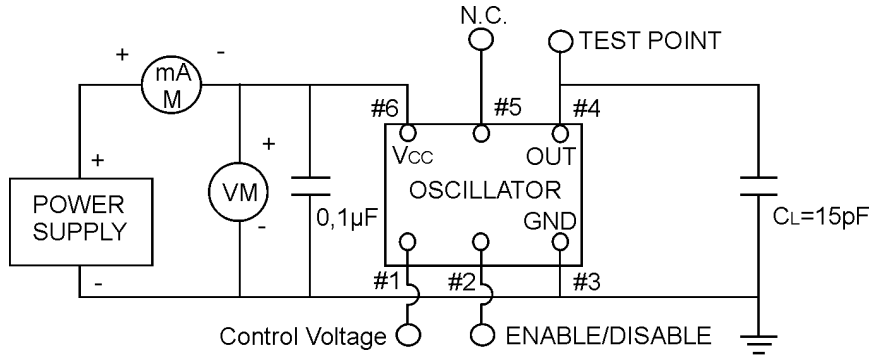 N.C.
TEST POINT
+
-
mA
M
#6
#5
#4
+
+
VCC
OUT
POWER
SUPPLY
VM
OSCILLATOR
0,1µF
GND
CL=15pF
-
-
#1
#2
#3
Control Voltage
ENABLE/DISABLE